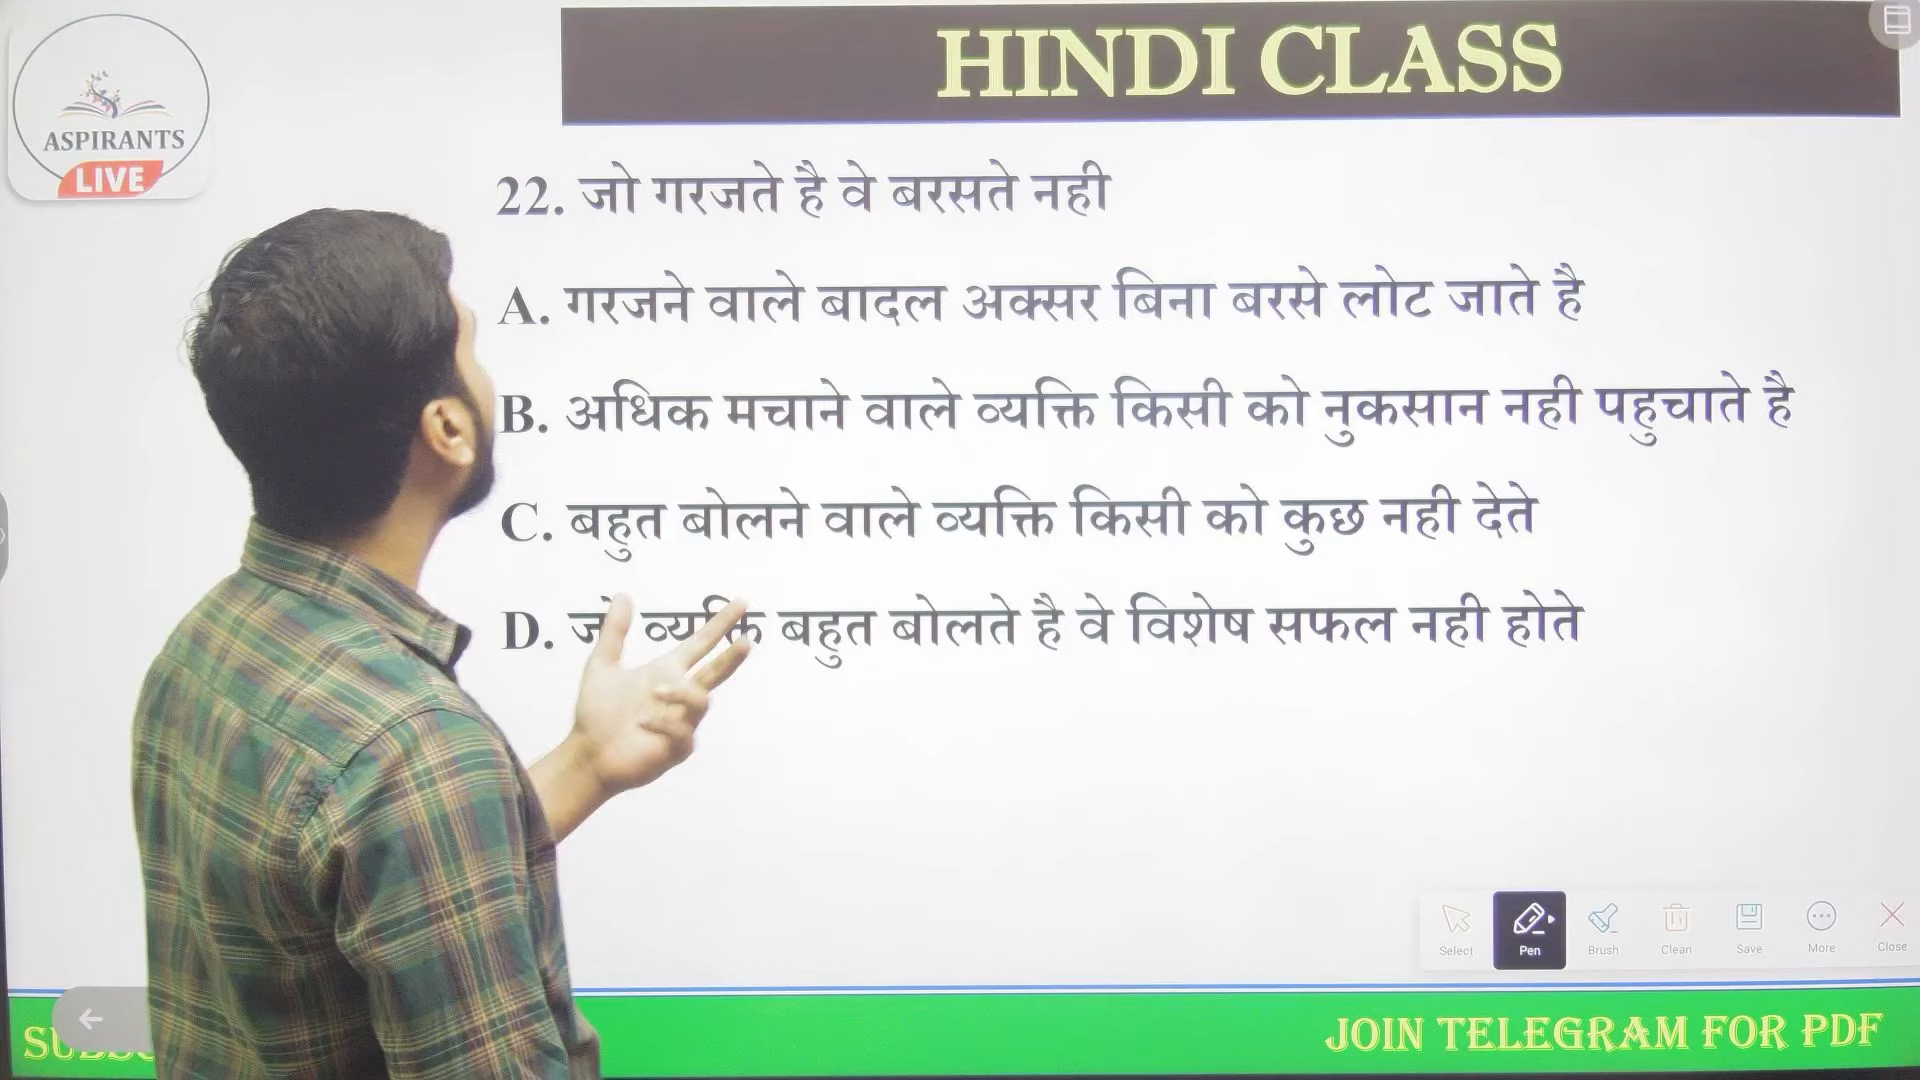 HINDI CLASS
ASPIRANTS
LIVE
22. जो गरजते है वे बरसते नही
A. गरजने वाले बादल अक्सर बिना बरसे लोट जाते है
B. अधिक मचाने वाले व्यक्ति किसी को नुकसान नही पहुचाते है
C. बहुत बोलने वाले व्यक्ति किसी को कुछ नही देते
D. जो व्यक्ति बहुत बोलते है वे विशेष सफल नही होते
Select Pen Brush Clean Save More Close
JOIN TELEGRAM FOR PDF